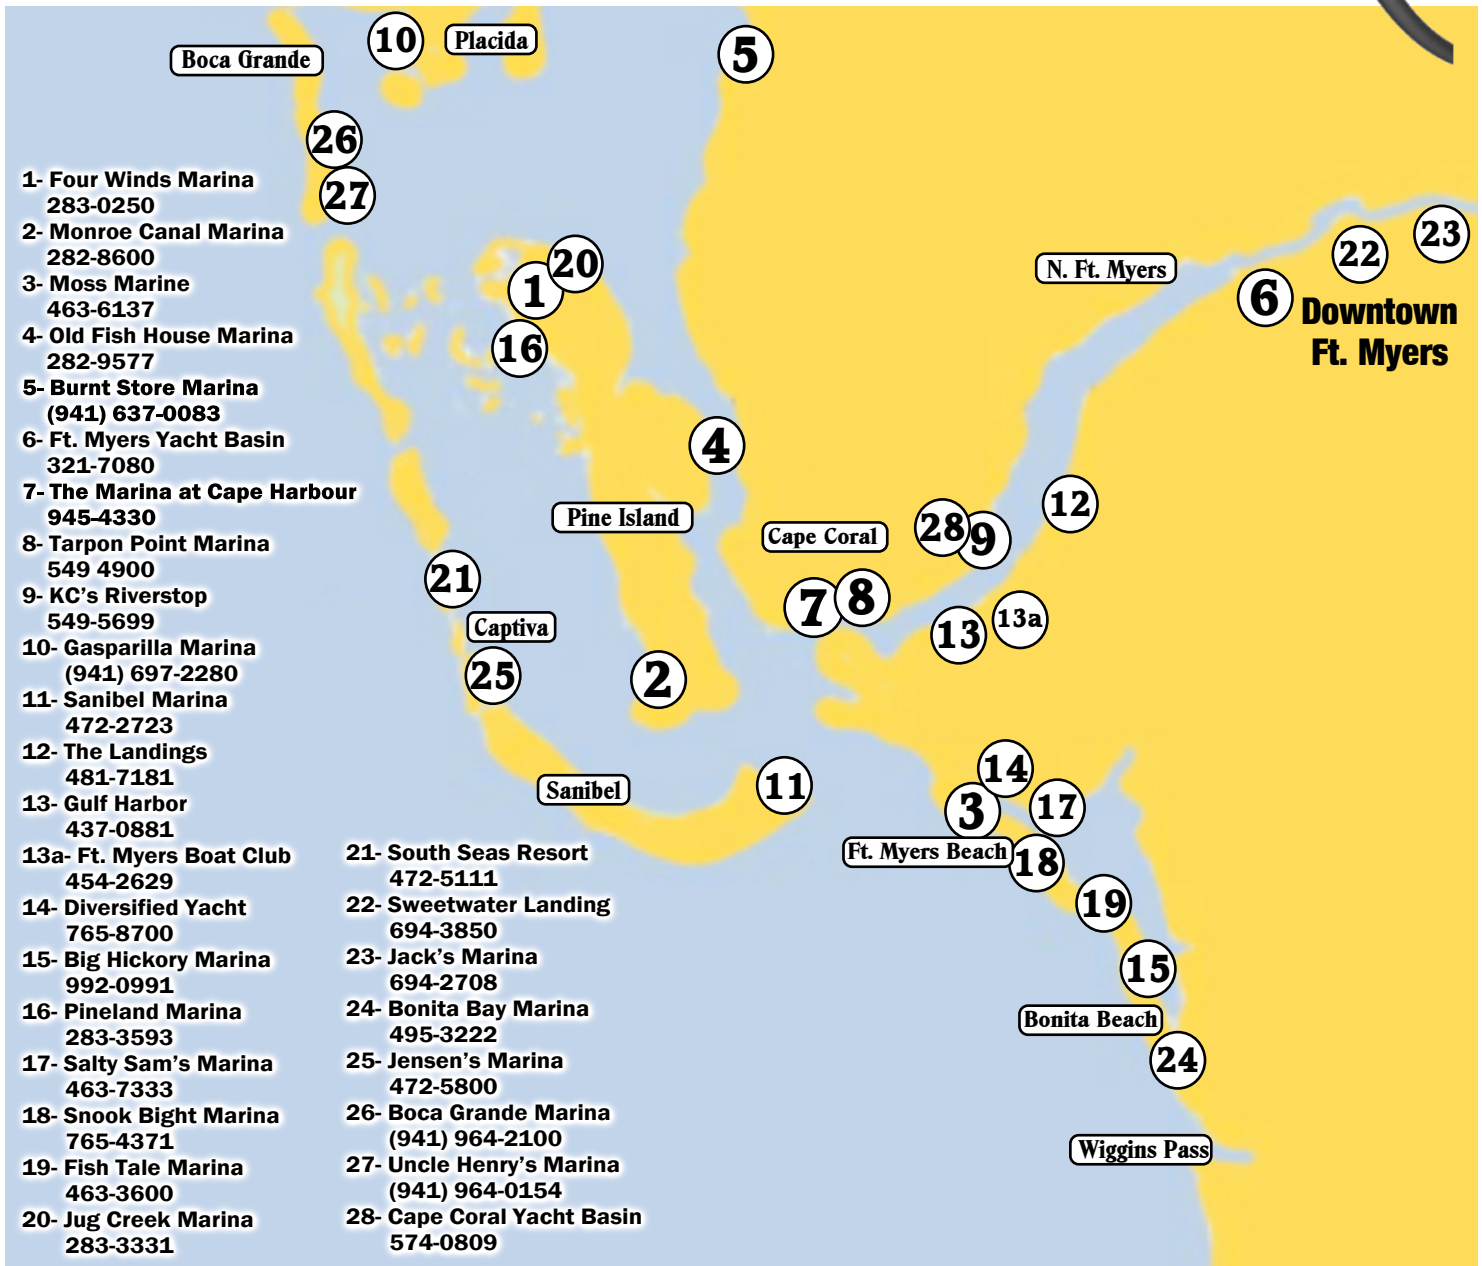 Boca Grande
10
Placida
5
26
27
1- Four Winds Marina
283-0250
2- Monroe Canal Marina
282-8600
3- Moss Marine
463-6137
4- Old Fish House Marina
282-9577
5- Burnt Store Marina
(941) 637-0083
6- Ft. Myers Yacht Basin
321-7080
7- The Marina at Cape Harbour
945-4330
8- Tarpon Point Marina
549 4900
9- KC's Riverstop
549-5699
10- Gasparilla Marina
(941) 697-2280
11- Sanibel Marina
472-2723
12- The Landings
481-7181
13- Gulf Harbor
437-0881
13a- Ft. Myers Boat Club
454-2629
14- Diversified Yacht
765-8700
15- Big Hickory Marina
992-0991
16- Pineland Marina
283-3593
17- Salty Sam's Marina
463-7333
18- Snook Bight Marina
765-4371
19- Fish Tale Marina
463-3600
20- Jug Creek Marina
283-3331
21- South Seas Resort
472-5111
22- Sweetwater Landing
694-3850
23- Jack's Marina
694-2708
24- Bonita Bay Marina
495-3222
25- Jensen's Marina
472-5800
26- Boca Grande Marina
(941) 964-2100
27- Uncle Henry's Marina
(941) 964-0154
28- Cape Coral Yacht Basin
574-0809
20
1
16
N. Ft. Myers
23
22
6
Downtown
Ft. Myers
4
Pine Island
Cape Coral
28
9
12
21
7
8
13
13a
Captiva
25
2
Sanibel
11
14
3
17
Ft. Myers Beach
18
19
15
Bonita Beach
24
Wiggins Pass